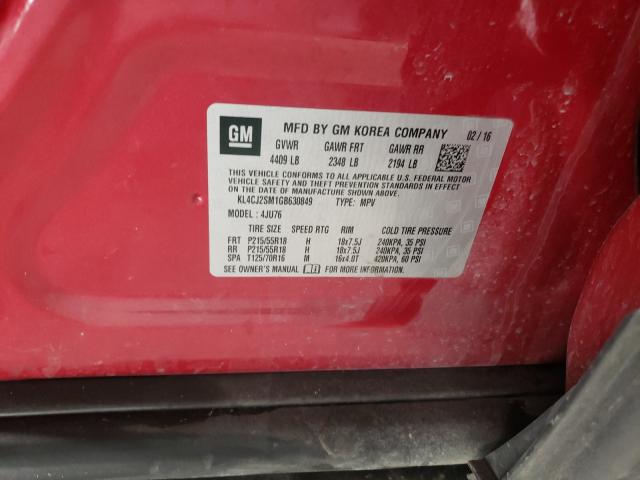 GM MFD BY GM KOREA COMPANY 02/16
GVWR GAWR FRT GAWR RR
4409 LB 2348 LB 2194 LB
THIS VEHICLE CONFORMS TO ALL APPLICABLE U.S. FEDERAL MOTOR
VEHICLE SAFETY AND THEFT PREVENTION STANDARDS IN EFFECT
ON THE DATE OF MANUFACTURE SHOWN ABOVE.
KL4CJ2SM1GB630849 TYPE: MPV
MODEL: 4JU76
TIRE SIZE SPEED RTG RIM COLD TIRE PRESSURE
FRT P215/55R18 H 18x7.5J 240KPA, 35 PSI
RR P215/55R18 H 18x7.5J 240KPA, 35 PSI
SPA T125/70R16 M 16x4.0T 420KPA, 60 PSI
SEE OWNER'S MANUAL FOR MORE INFORMATION.